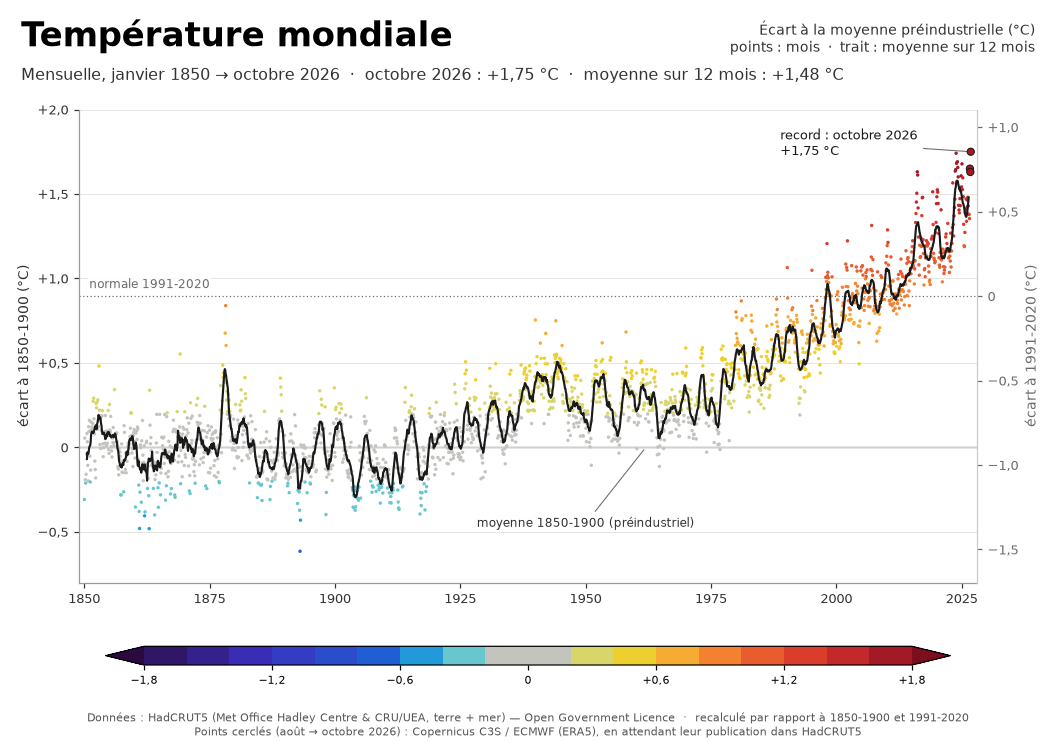 Température mondiale
Écart à la moyenne préindustrielle (°C)
points : mois · trait : moyenne sur 12 mois
Mensuelle, janvier 1850 → octobre 2026 · octobre 2026 : +1,75 °C · moyenne sur 12 mois : +1,48 °C
écart à 1850-1900 (°C)
+2,0
+1,5
+1,0
+0,5
0
−0,5
record : octobre 2026
+1,75 °C
normale 1991-2020
moyenne 1850-1900 (préindustriel)
+1,0
+0,5
0
−0,5
−1,0
−1,5
écart à 1991-2020 (°C)
1850 1875 1900 1925 1950 1975 2000 2025
−1,8 −1,2 −0,6 0 +0,6 +1,2 +1,8
Données : HadCRUT5 (Met Office Hadley Centre & CRU/UEA, terre + mer) — Open Government Licence · recalculé par rapport à 1850-1900 et 1991-2020
Points cerclés (août → octobre 2026) : Copernicus C3S / ECMWF (ERA5), en attendant leur publication dans HadCRUT5